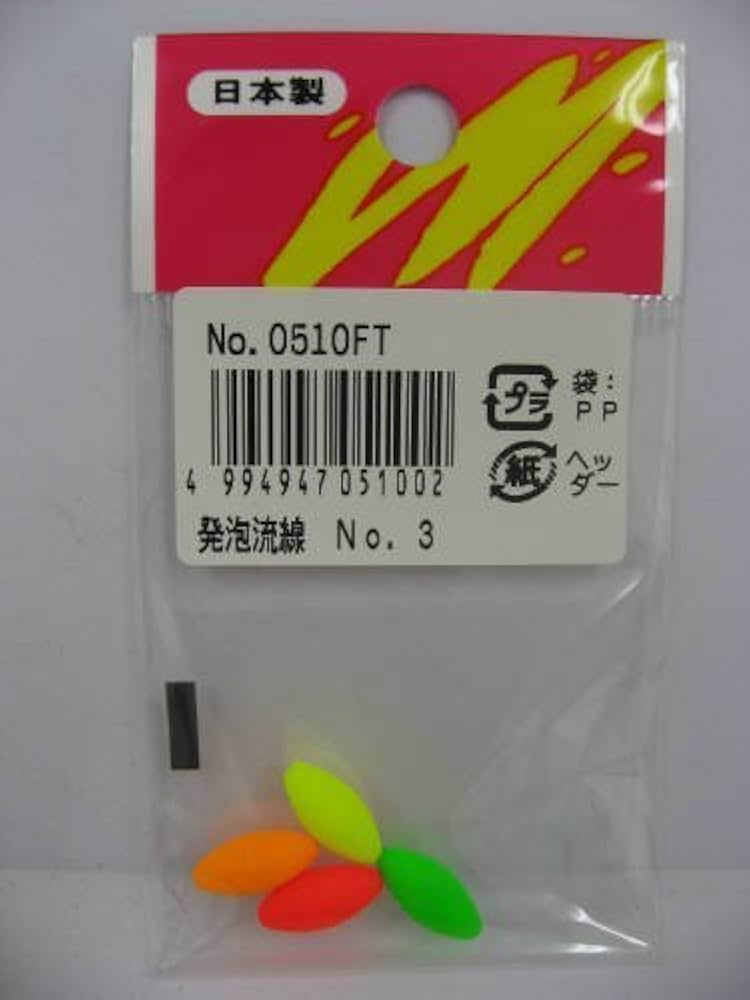 日本製
No. 0510FT
4 994947 051002
プラ
袋:
PP
紙
ヘッ
ダー
発泡流線 No. 3